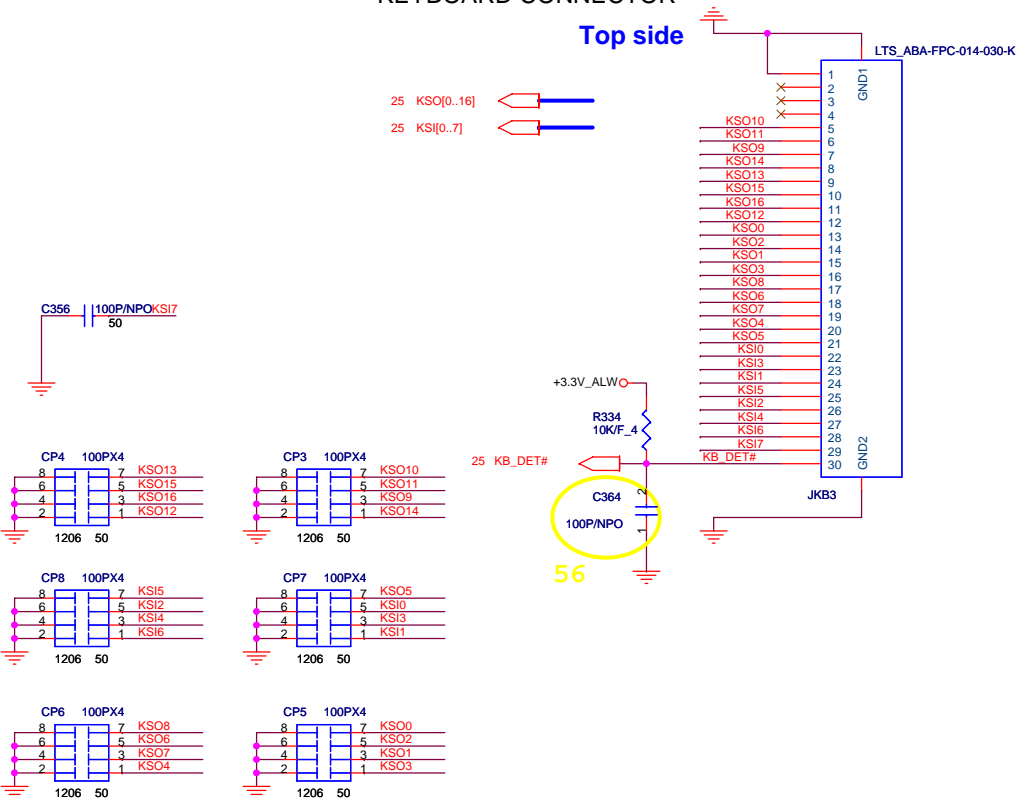 KEYBOARD CONNECTOR
Top side
LTS_ABA-FPC-014-030-K
25 KSO[0..16]
25 KSI[0..7]
GND1
1
2
3
4
KSO10 5
KSO11 6
KSO9 7
KSO14 8
KSO13 9
KSO15 10
KSO16 11
KSO12 12
KSO0 13
KSO2 14
KSO1 15
KSO3 16
KSO8 17
KSO6 18
KSO7 19
KSO4 20
KSO5 21
KSI0 22
KSI3 23
KSI1 24
KSI5 25
KSI2 26
KSI4 27
KSI6 28
KSI7 29
KB_DET# 30
GND2
JKB3
C356 100P/NPO KSI7
50
+3.3V_ALW
R334
10K/F_4
25 KB_DET#
C364 2
100P/NPO 1
56
CP4 100PX4
8 7 KSO13
6 5 KSO15
4 3 KSO16
2 1 KSO12
1206 50
CP3 100PX4
8 7 KSO10
6 5 KSO11
4 3 KSO9
2 1 KSO14
1206 50
CP8 100PX4
8 7 KSI5
6 5 KSI2
4 3 KSI4
2 1 KSI6
1206 50
CP7 100PX4
8 7 KSO5
6 5 KSI0
4 3 KSI3
2 1 KSI1
1206 50
CP6 100PX4
8 7 KSO8
6 5 KSO6
4 3 KSO7
2 1 KSO4
1206 50
CP5 100PX4
8 7 KSO0
6 5 KSO2
4 3 KSO1
2 1 KSO3
1206 50